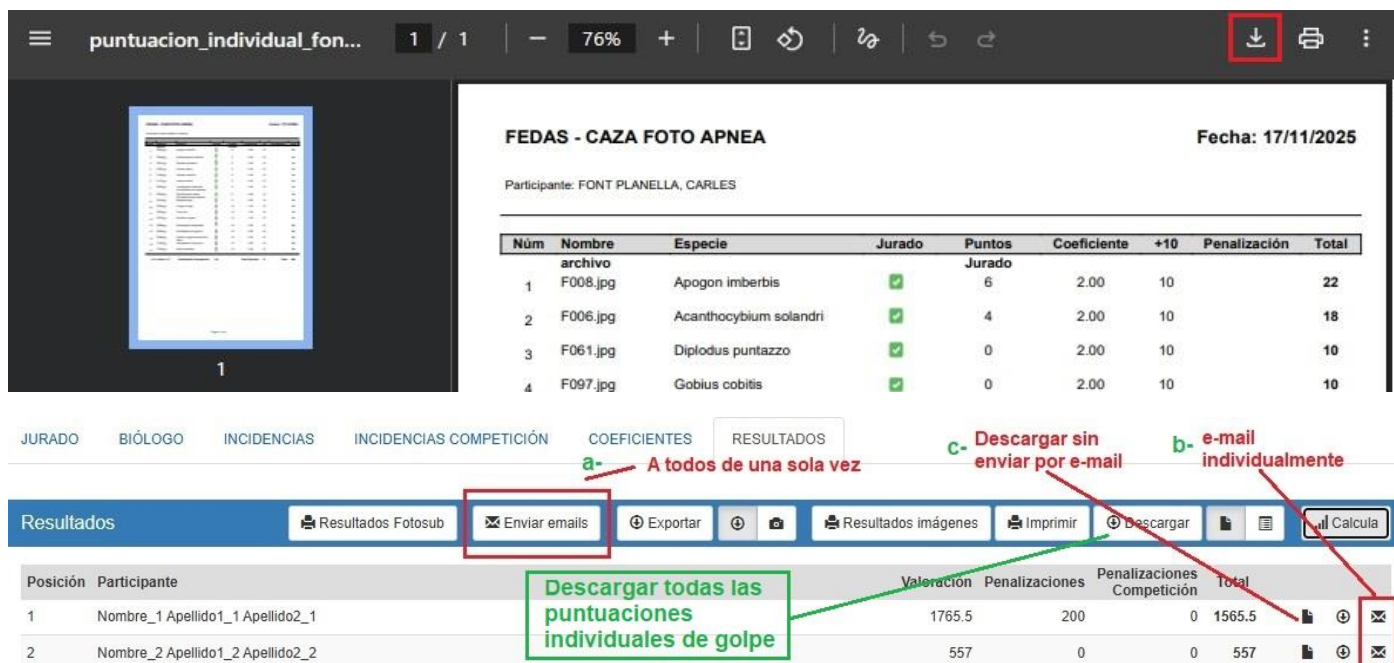 puntuacion_individual_fon... 1 / 1 76%
FEDAS - CAZA FOTO APNEA Fecha: 17/11/2025
Participante: FONT PLANELLA, CARLES
Núm Nombre archivo Especie Jurado Puntos Jurado Coeficiente +10 Penalización Total
1 F008.jpg Apogon imberbis 6 2.00 10 22
2 F006.jpg Acanthocybium solandri 4 2.00 10 18
3 F061.jpg Diplodus puntazzo 0 2.00 10 10
4 F097.jpg Gobius cobitis 0 2.00 10 10
1
JURADO BIÓLOGO INCIDENCIAS INCIDENCIAS COMPETICIÓN COEFICIENTES RESULTADOS
a- A todos de una sola vez
c- Descargar sin enviar por e-mail
b- e-mail individualmente
Resultados Resultados Fotosub Enviar emails Exportar Resultados imágenes Imprimir Descargar Calcula
Descargar todas las puntuaciones individuales de golpe
Posición Participante Valoración Penalizaciones Penalizaciones Competición Total
1 Nombre_1 Apellido1_1 Apellido2_1 1765.5 200 0 1565.5
2 Nombre_2 Apellido1_2 Apellido2_2 557 0 0 557